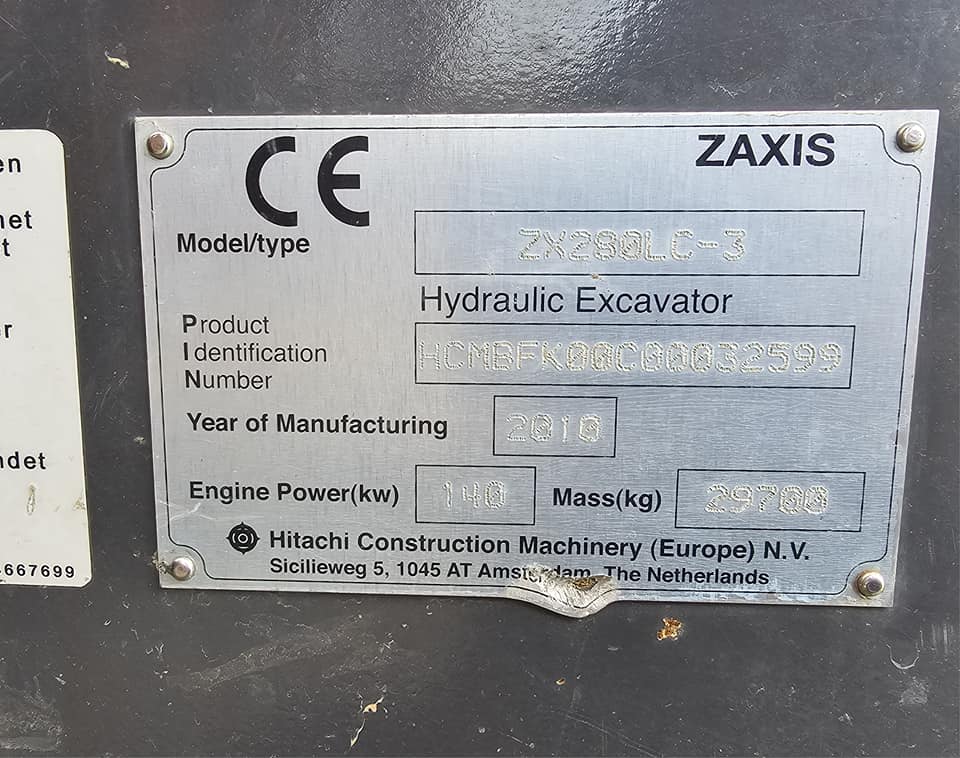 en
net
t
r
ndet
667699
CE
ZAXIS
Model/type
ZX280LC-3
Hydraulic Excavator
Product
Identification
Number
HCMBFK00C00032599
Year of Manufacturing
2010
Engine Power(kw)
140
Mass(kg)
29700
Hitachi Construction Machinery (Europe) N.V.
Sicilieweg 5, 1045 AT Amsterdam, The Netherlands